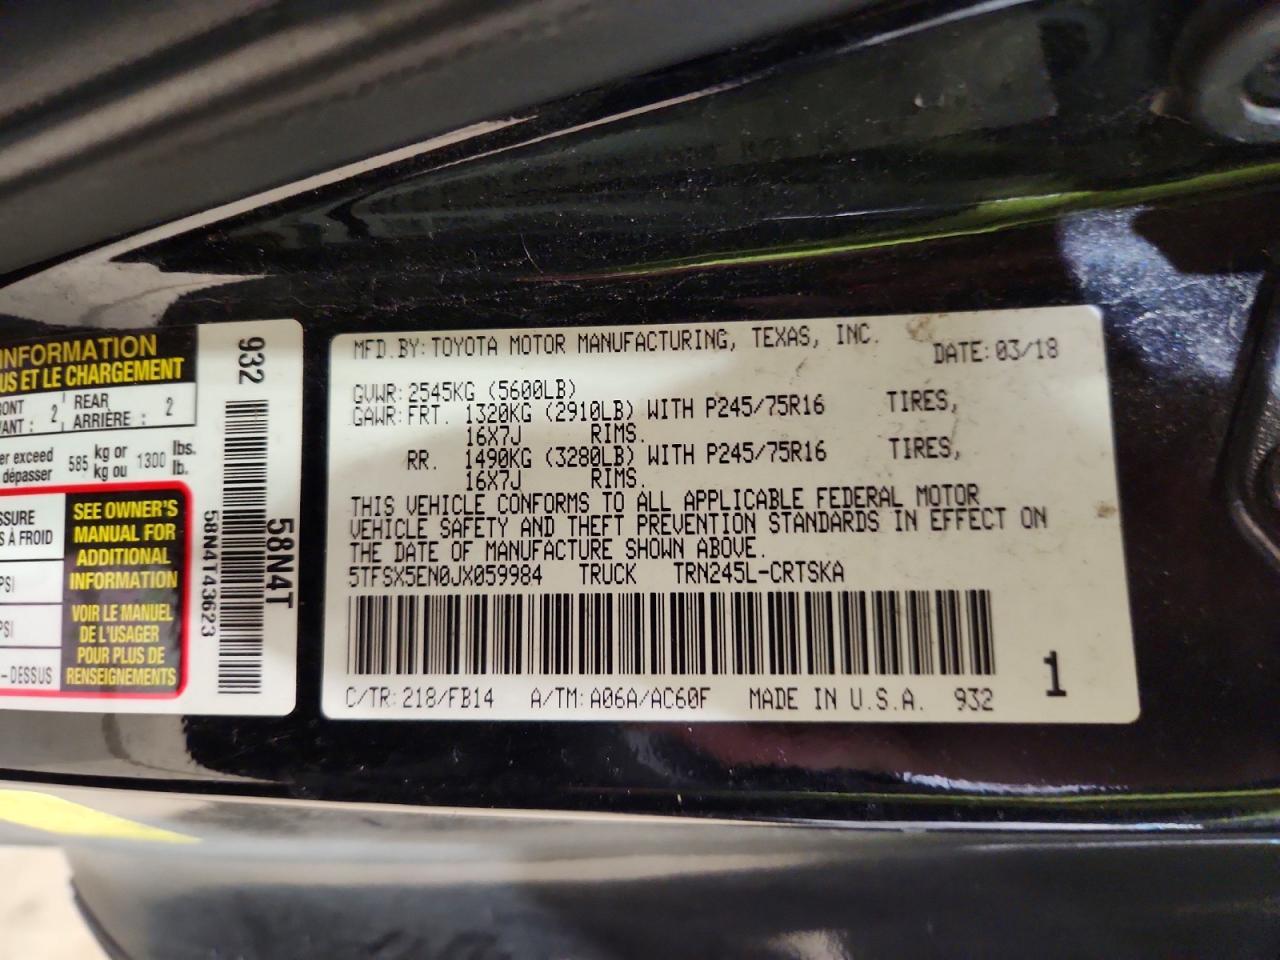 INFORMATION
US ET LE CHARGEMENT
REAR
2, ARRIÈRE : 2
er exceed
dépasser 585 kg or kg ou 1300 lbs. lb.
SSURE
S À FROID
PSI
PSI
- DESSUS
SEE OWNER'S
MANUAL FOR
ADDITIONAL
INFORMATION
VOIR LE MANUEL
DE L'USAGER
POUR PLUS DE
RENSEIGNEMENTS
932
58N4T
58N4T43623
MFD. BY: TOYOTA MOTOR MANUFACTURING, TEXAS, INC. DATE: 03/18
GVWR: 2545KG (5600LB)
GAWR: FRT. 1320KG (2910LB) WITH P245/75R16 TIRES,
16X7J RIMS.
RR. 1490KG (3280LB) WITH P245/75R16 TIRES,
16X7J RIMS.
THIS VEHICLE CONFORMS TO ALL APPLICABLE FEDERAL MOTOR
VEHICLE SAFETY AND THEFT PREVENTION STANDARDS IN EFFECT ON
THE DATE OF MANUFACTURE SHOWN ABOVE.
5TFSX5EN0JX059984 TRUCK TRN245L-CRTSKA
C/TR: 218/FB14 A/TM: A06A/AC60F MADE IN U.S.A. 932 1